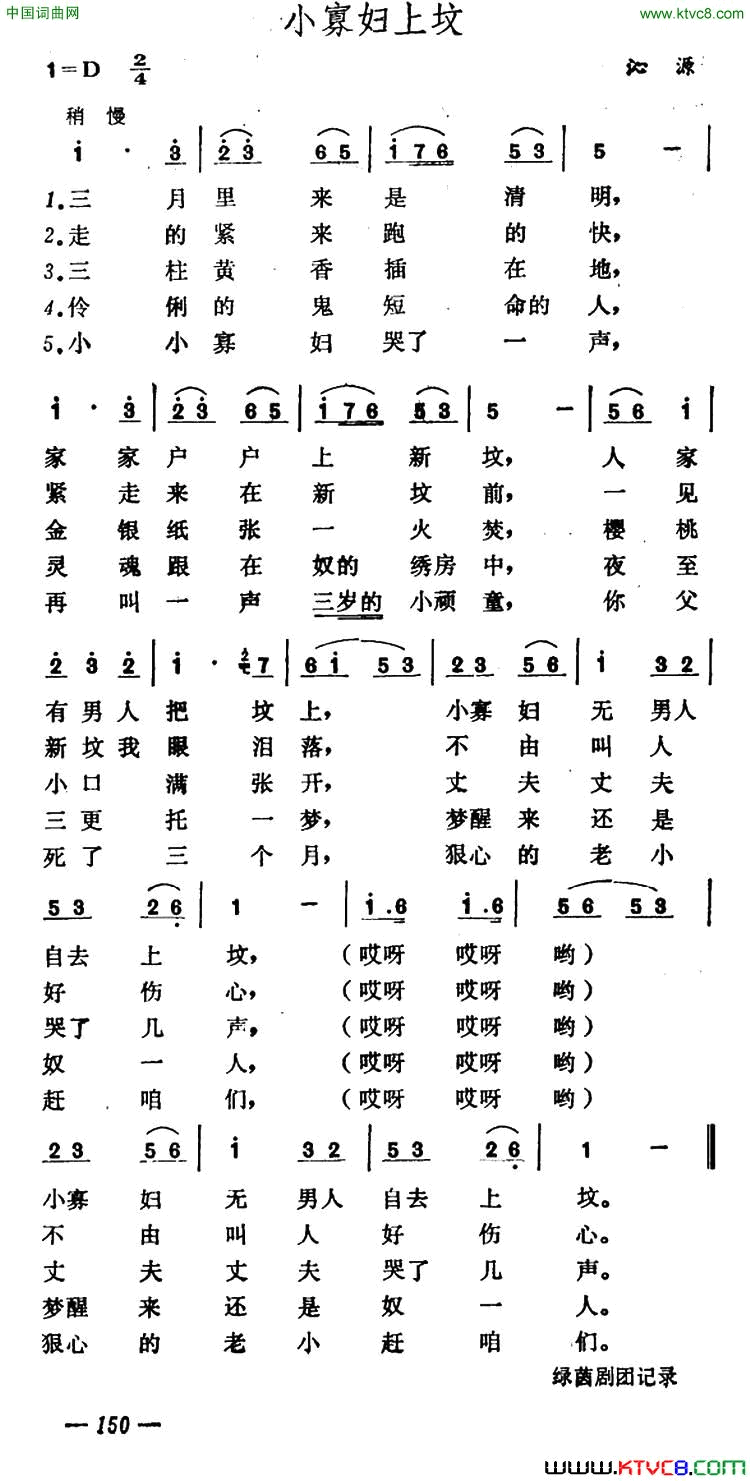 中国词曲网
www.ktvc8.com
小寡妇上坟
1=D 2/4
沁源
稍慢
1 · 3 | 2 3 6 5 | 1 7 6 5 3 | 5 — |
1.三月里来是清明,
2.走的紧来跑的快,
3.三柱黄香插在地,
4.伶俐的鬼短命的人,
5.小小寡妇哭了一声,
1 · 3 | 2 3 6 5 | 1 7 6 5 3 | 5 — | 5 6 1 |
家家户户上新坟,人家
紧走来在新坟前,一见
金银纸张一火焚,樱桃
灵魂跟在奴的绣房中,夜至
再叫一声三岁的小顽童,你父
2 3 2 | 1 · 2 7 | 6 1 5 3 | 2 3 5 6 | 1 3 2 |
有男人把坟上,小寡妇无男人
新坟我眼泪落,不由叫人
小口满张开,丈夫丈夫
三更托一梦,梦醒来还是
死了三个月,狠心的老小
5 3 2 6 | 1 — | 1 . 6 1 . 6 | 5 6 5 3 |
自去上坟,(哎呀哎呀哟)
好伤心,(哎呀哎呀哟)
哭了几声,(哎呀哎呀哟)
奴一人,(哎呀哎呀哟)
赶咱们,(哎呀哎呀哟)
2 3 5 6 | 1 3 2 | 5 3 2 6 | 1 — ‖
小寡妇无男人自去上坟。
不由叫人好伤心。
丈夫丈夫哭了几声。
梦醒来还是奴一人。
狠心的老小赶咱们。
绿茵剧团记录
— 150 —
www.KTVC8.com